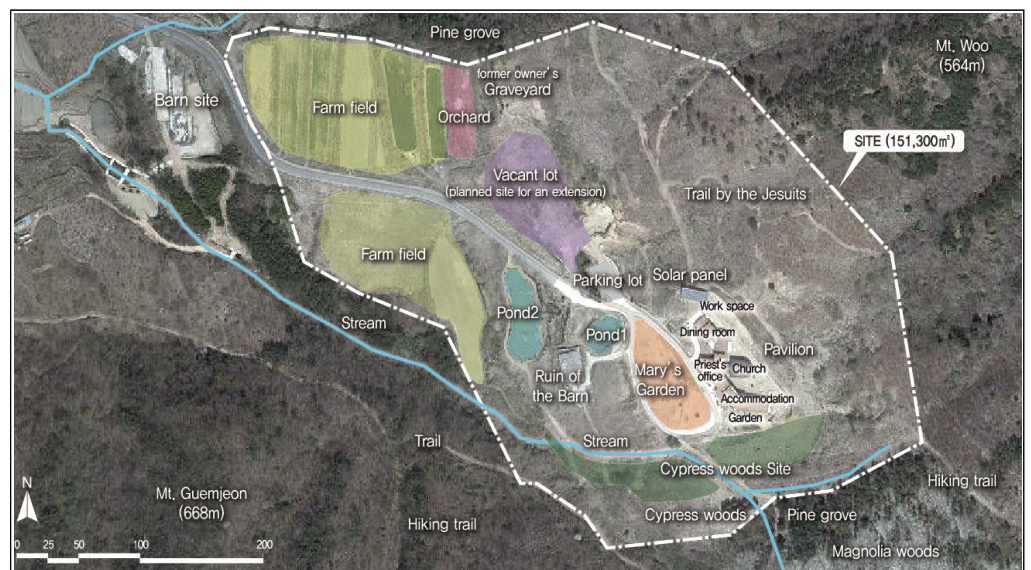 Pine grove
Mt. Woo
(564m)
former owner's
Graveyard
Barn site
Farm field
Orchard
SITE (151,300㎡)
Vacant lot
(planned site for an extension)
Trail by the Jesuits
Farm field
Parking lot
Solar panel
Work space
Pond2
Stream
Pond1
Dining room
Pavilion
Priest's
office
Church
Ruin of
the Barn
Mary's
Garden
Accommodation
Garden
Trail
Stream
Cypress woods Site
Hiking trail
N
Mt. Guemjeon
(668m)
Hiking trail
Cypress woods
Pine grove
Magnolia woods
0 25 50 100 200